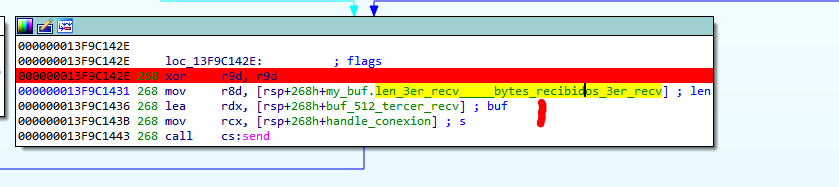 000000013F9C142E
000000013F9C142E loc_13F9C142E: ; flags
000000013F9C142E 268 xor r9d, r9d
000000013F9C1431 268 mov r8d, [rsp+268h+my_buf.len_3er_recv_____bytes_recibidos_3er_recv] ; len
000000013F9C1436 268 lea rdx, [rsp+268h+buf_512_tercer_recv] ; buf
000000013F9C143B 268 mov rcx, [rsp+268h+handle_conexion] ; s
000000013F9C1443 268 call cs:send